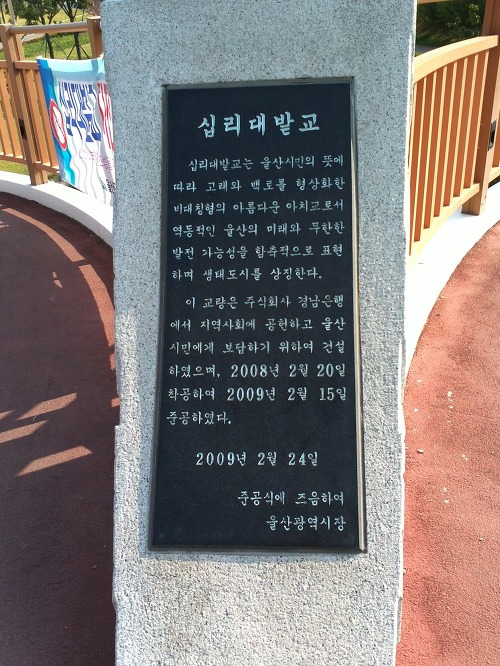 십리대밭교
십리대밭교는 울산시민의 뜻에
따라 고래와 백로를 형상화한
비대칭형의 아름다운 아치교로서
역동적인 울산의 미래와 무한한
발전 가능성을 함축적으로 표현
하며 생태도시를 상징한다.
이 교량은 주식회사 경남은행
에서 지역사회에 공헌하고 울산
시민에게 보답하기 위하여 건설
하였으며, 2008년 2월 20일
착공하여 2009년 2월 15일
준공하였다.
2009년 2월 24일
준공식에 즈음하여
울산광역시장